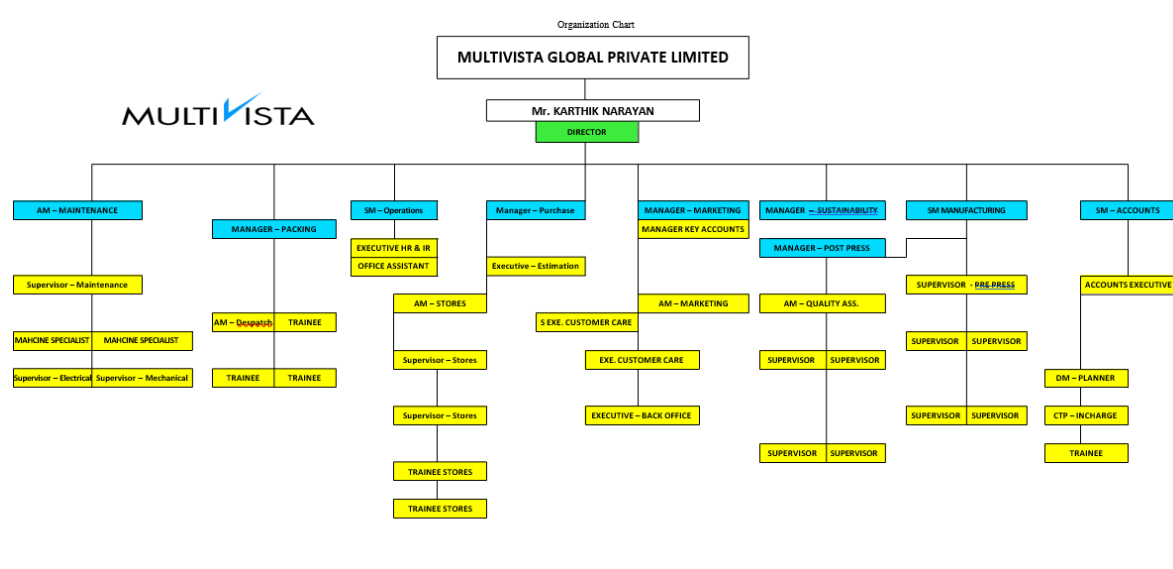 Organization Chart
MULTIVISTA GLOBAL PRIVATE LIMITED
MULTIVISTA
Mr. KARTHIK NARAYAN
DIRECTOR
AM – MAINTENANCE
SM – Operations
Manager – Purchase
MANAGER – MARKETING
MANAGER – SUSTAINABILITY
SM MANUFACTURING
SM – ACCOUNTS
MANAGER – PACKING
MANAGER KEY ACCOUNTS
EXECUTIVE HR & IR
MANAGER – POST PRESS
OFFICE ASSISTANT
Executive – Estimation
Supervisor – Maintenance
SUPERVISOR - PRE PRESS
ACCOUNTS EXECUTIVE
AM – STORES
AM – MARKETING
AM – QUALITY ASS.
AM – Despatch
TRAINEE
S EXE. CUSTOMER CARE
MAHCINE SPECIALIST
MAHCINE SPECIALIST
SUPERVISOR
SUPERVISOR
Supervisor – Stores
EXE. CUSTOMER CARE
SUPERVISOR
SUPERVISOR
Supervisor – Electrical
Supervisor – Mechanical
TRAINEE
TRAINEE
DM – PLANNER
Supervisor – Stores
EXECUTIVE – BACK OFFICE
SUPERVISOR
SUPERVISOR
CTP – INCHARGE
SUPERVISOR
SUPERVISOR
TRAINEE
TRAINEE STORES
TRAINEE STORES